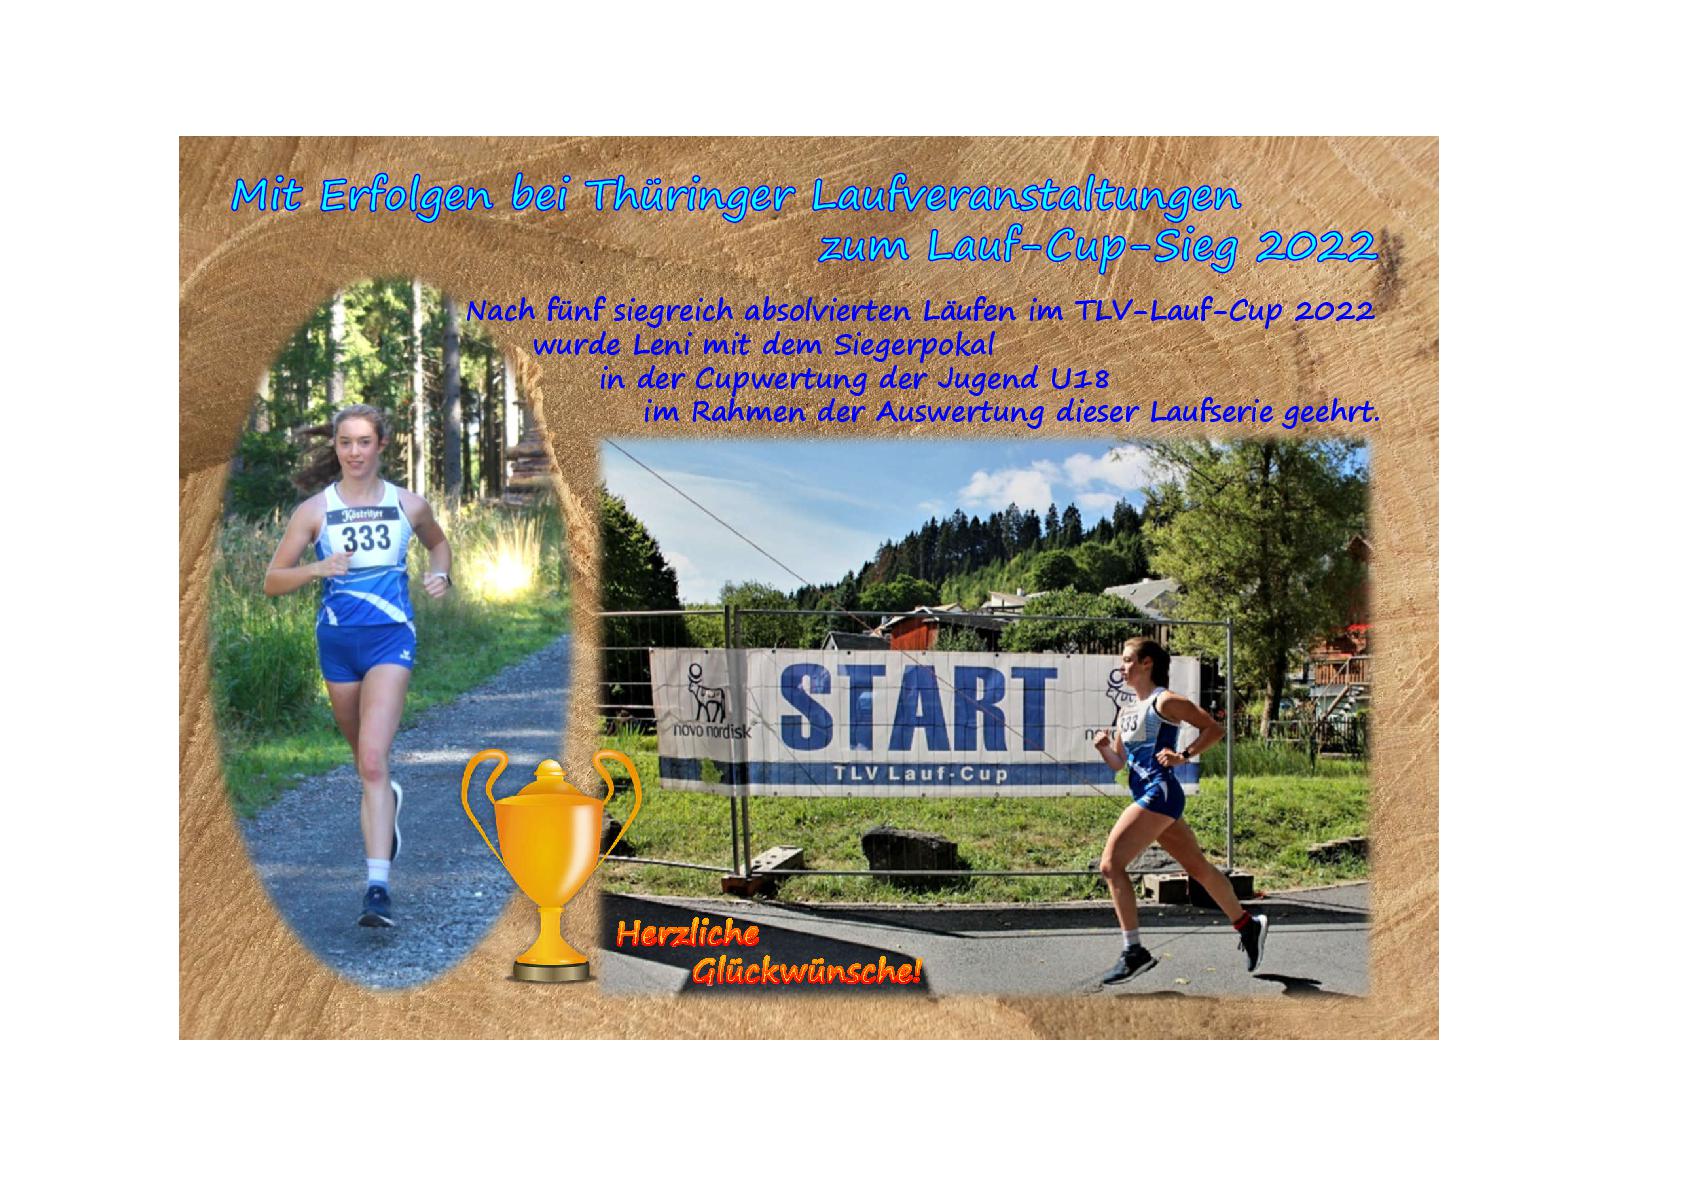 Mit Erfolgen bei Thüringer Laufveranstaltungen
zum Lauf-Cup-Sieg 2022
Nach fünf siegreich absolvierten Läufen im TLV-Lauf-Cup 2022
wurde Leni mit dem Siegerpokal
in der Cupwertung der Jugend U18
im Rahmen der Auswertung dieser Laufserie geehrt.
Köstritzer
333
START
novo nordisk
nov
333
TLV Lauf-Cup
Herzliche
Glückwünsche!